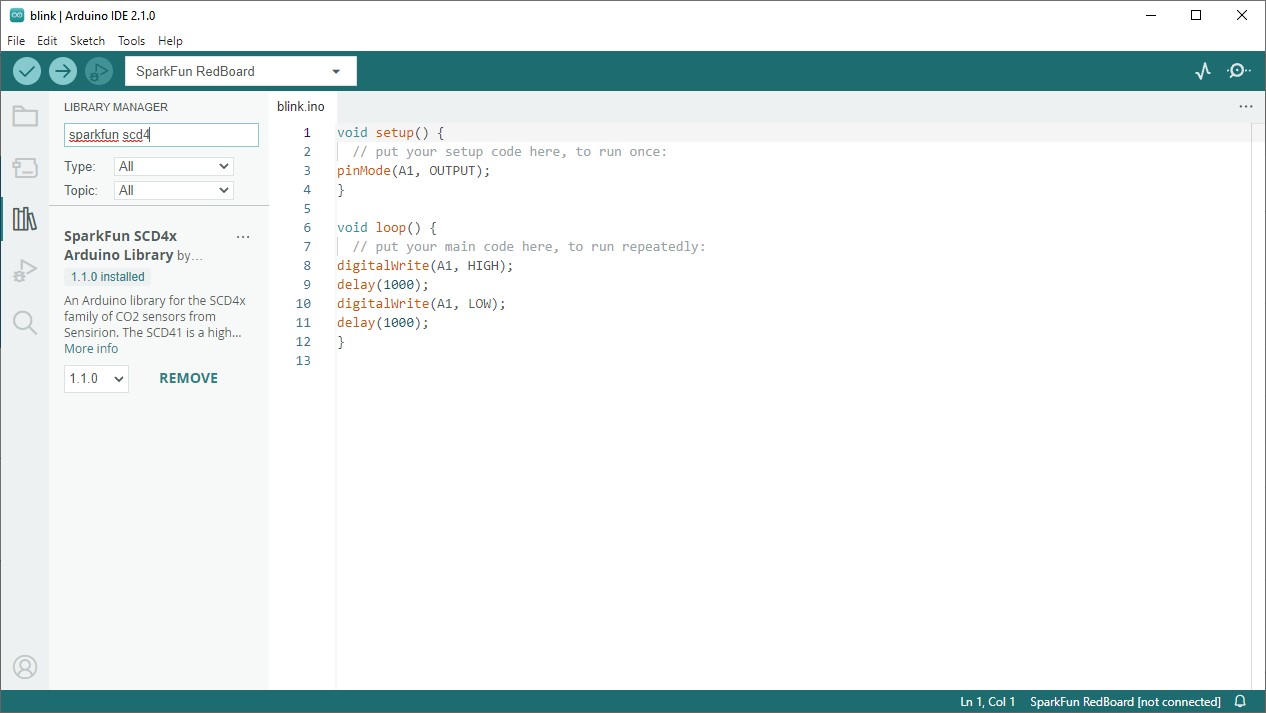 blink | Arduino IDE 2.1.0
File Edit Sketch Tools Help
SparkFun RedBoard
LIBRARY MANAGER
sparkfun scd4
Type: All
Topic: All
SparkFun SCD4x
Arduino Library by...
1.1.0 installed
An Arduino library for the SCD4x
family of CO2 sensors from
Sensirion. The SCD41 is a high...
More info
1.1.0 REMOVE
blink.ino
1 void setup() {
2 // put your setup code here, to run once:
3 pinMode(A1, OUTPUT);
4 }
5
6 void loop() {
7 // put your main code here, to run repeatedly:
8 digitalWrite(A1, HIGH);
9 delay(1000);
10 digitalWrite(A1, LOW);
11 delay(1000);
12 }
13
Ln 1, Col 1 SparkFun RedBoard [not connected]